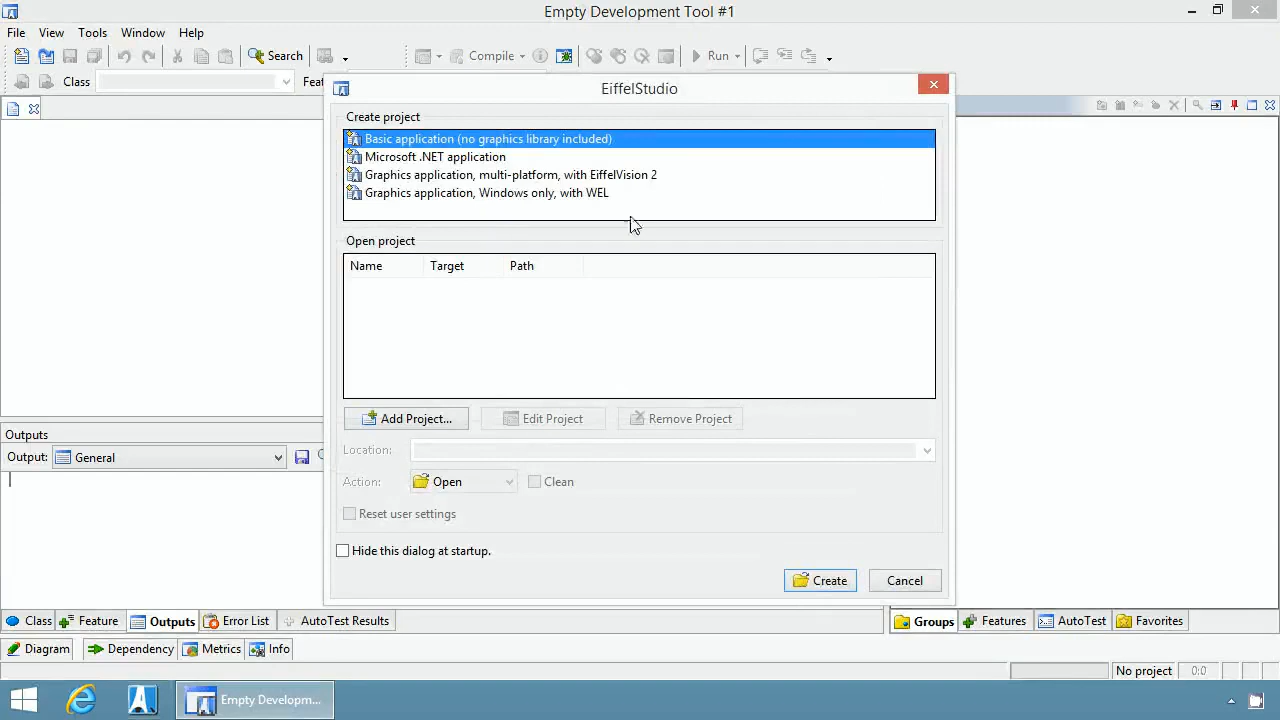 Empty Development Tool #1
File View Tools Window Help
Search Compile Run
Class
EiffelStudio
Create project
Basic application (no graphics library included)
Microsoft .NET application
Graphics application, multi-platform, with EiffelVision 2
Graphics application, Windows only, with WEL
Open project
Name Target Path
Add Project... Edit Project Remove Project
Outputs
Location:
Output: General
Action: Open Clean
Reset user settings
Hide this dialog at startup.
Create Cancel
Class Feature Outputs Error List AutoTest Results Groups Features AutoTest Favorites
Diagram Dependency Metrics Info
No project 0:0
Empty Developm...